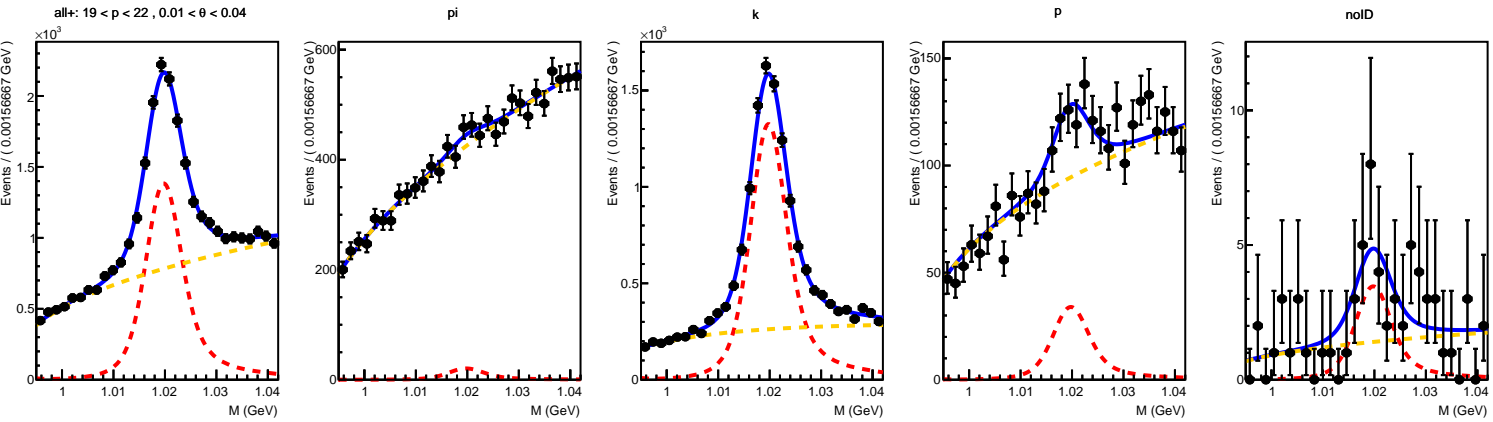 all+: 19 < p < 22 , 0.01 < θ < 0.04
×10³
Events / ( 0.00156667 GeV )
2
1.5
1
0.5
0
1 1.01 1.02 1.03 1.04
M (GeV)
pi
Events / ( 0.00156667 GeV )
600
400
200
0
1 1.01 1.02 1.03 1.04
M (GeV)
k
×10³
Events / ( 0.00156667 GeV )
1.5
1
0.5
0
1 1.01 1.02 1.03 1.04
M (GeV)
p
Events / ( 0.00156667 GeV )
150
100
50
0
1 1.01 1.02 1.03 1.04
M (GeV)
noID
Events / ( 0.00156667 GeV )
10
5
0
1 1.01 1.02 1.03 1.04
M (GeV)